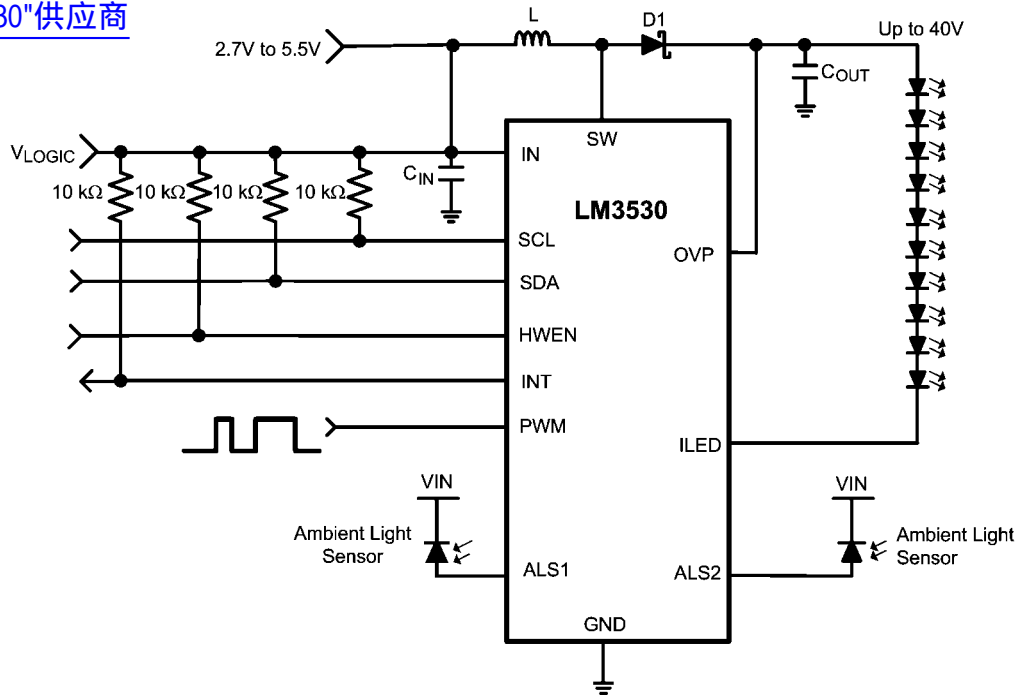 30"供应商
L
D1
2.7V to 5.5V
Up to 40V
COUT
SW
VLOGIC
IN
CIN
10 kΩ 10 kΩ 10 kΩ 10 kΩ
LM3530
SCL
OVP
SDA
HWEN
INT
PWM
ILED
VIN
VIN
Ambient Light
Sensor
Ambient Light
Sensor
ALS1
ALS2
GND